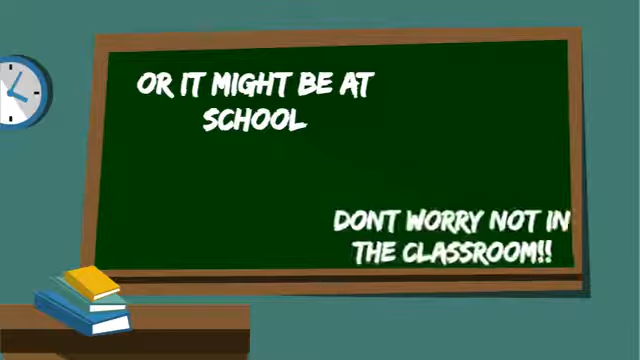 OR IT MIGHT BE AT
SCHOOL
DONT WORRY NOT IN
THE CLASSROOM!!